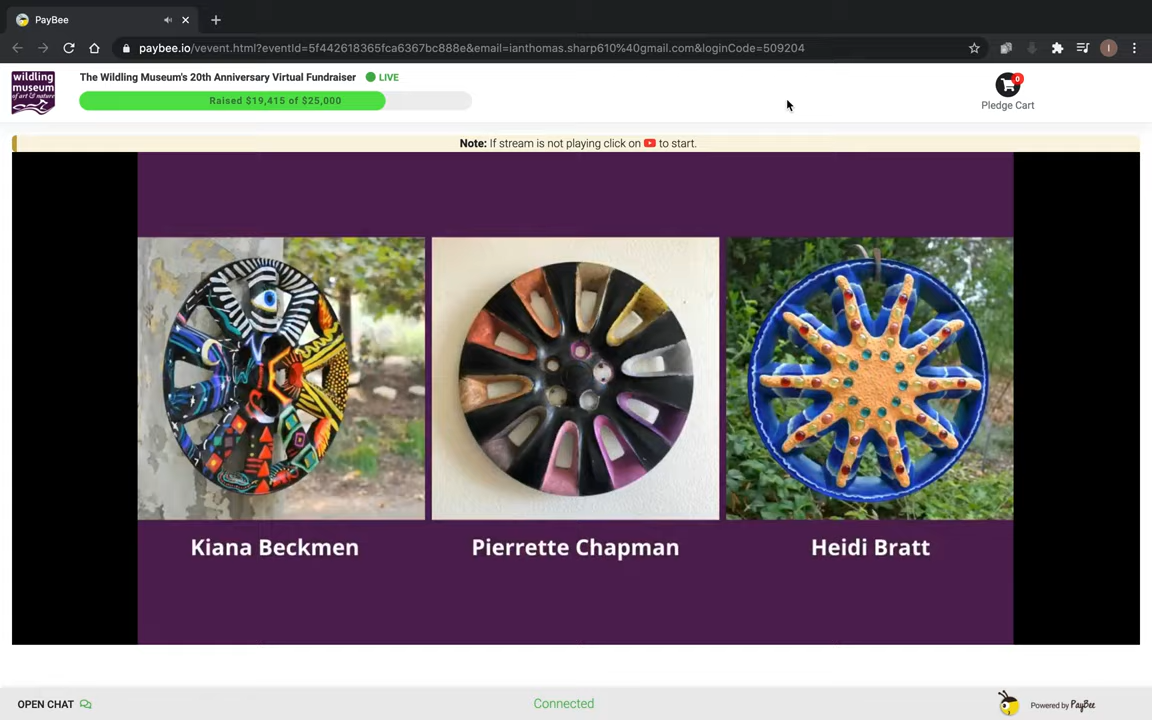 PayBee
paybee.io/vevent.html?eventId=5f442618365fca6367bc888e&email=ianthomas.sharp610%40gmail.com&loginCode=509204
I
wildling
museum
of art & nature
The Wildling Museum's 20th Anniversary Virtual Fundraiser LIVE
Raised $19,415 of $25,000
0
Pledge Cart
Note: If stream is not playing click on to start.
Kiana Beckmen Pierrette Chapman Heidi Bratt
OPEN CHAT Connected Powered by PayBee